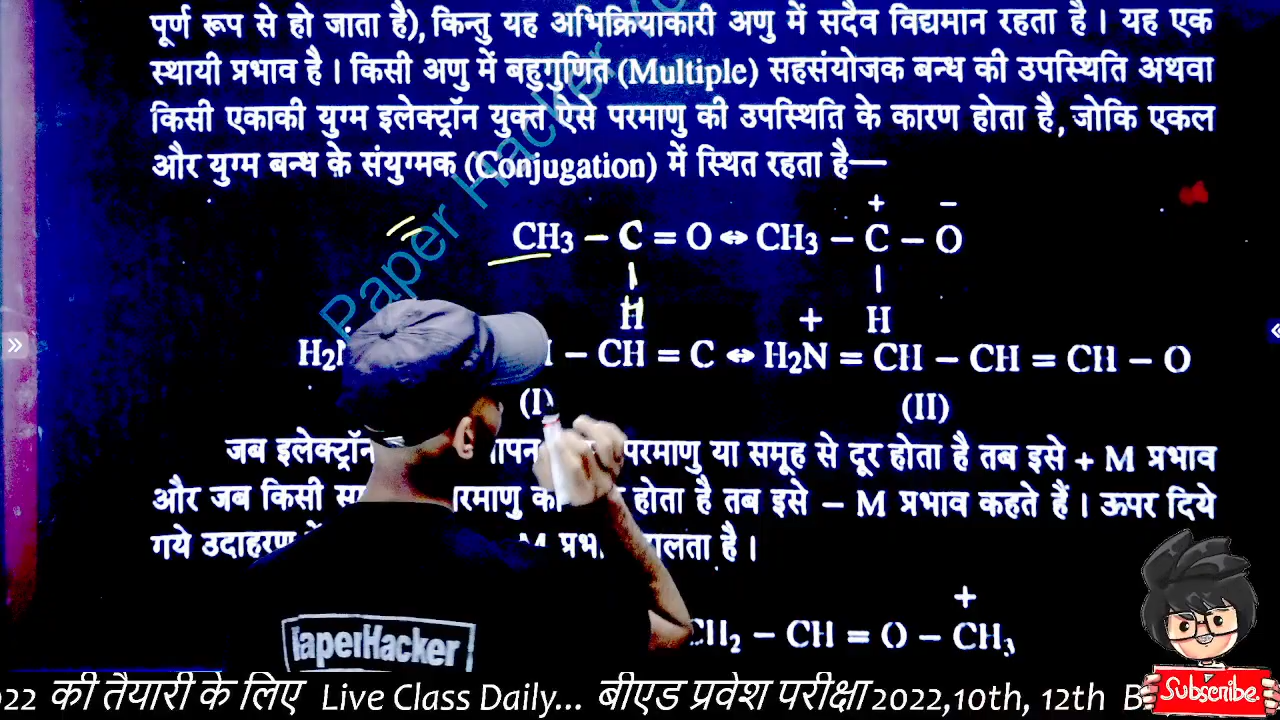 पूर्ण रूप से हो जाता है), किन्तु यह अभिक्रियाकारी अणु में सदैव विद्यमान रहता है। यह एक
स्थायी प्रभाव है। किसी अणु में बहुगुणित (Multiple) सहसंयोजक बन्ध की उपस्थिति अथवा
किसी एकाकी युग्म इलेक्ट्रॉन युक्त ऐसे परमाणु की उपस्थिति के कारण होता है, जोकि एकल
और युग्म बन्ध के संयुग्मक (Conjugation) में स्थित रहता है—
+ −
CH₃ − C = O ⇔ CH₃ − C − O
| |
H H
+
H₂N − CH = C ⇔ H₂N = CH − CH = CH − O
(I) (II)
जब इलेक्ट्रॉन परमाणु या समूह से दूर होता है तब इसे + M प्रभाव
और जब किसी होता है तब इसे − M प्रभाव कहते हैं। ऊपर दिये
गये उदाहरण M है।
+
CH₂ − CH = O − CH₃
Paper Hacker
PaperHacker
की तैयारी के लिए Live Class Daily... बीएड प्रवेश परीक्षा 2022,10th, 12th
Subscribe